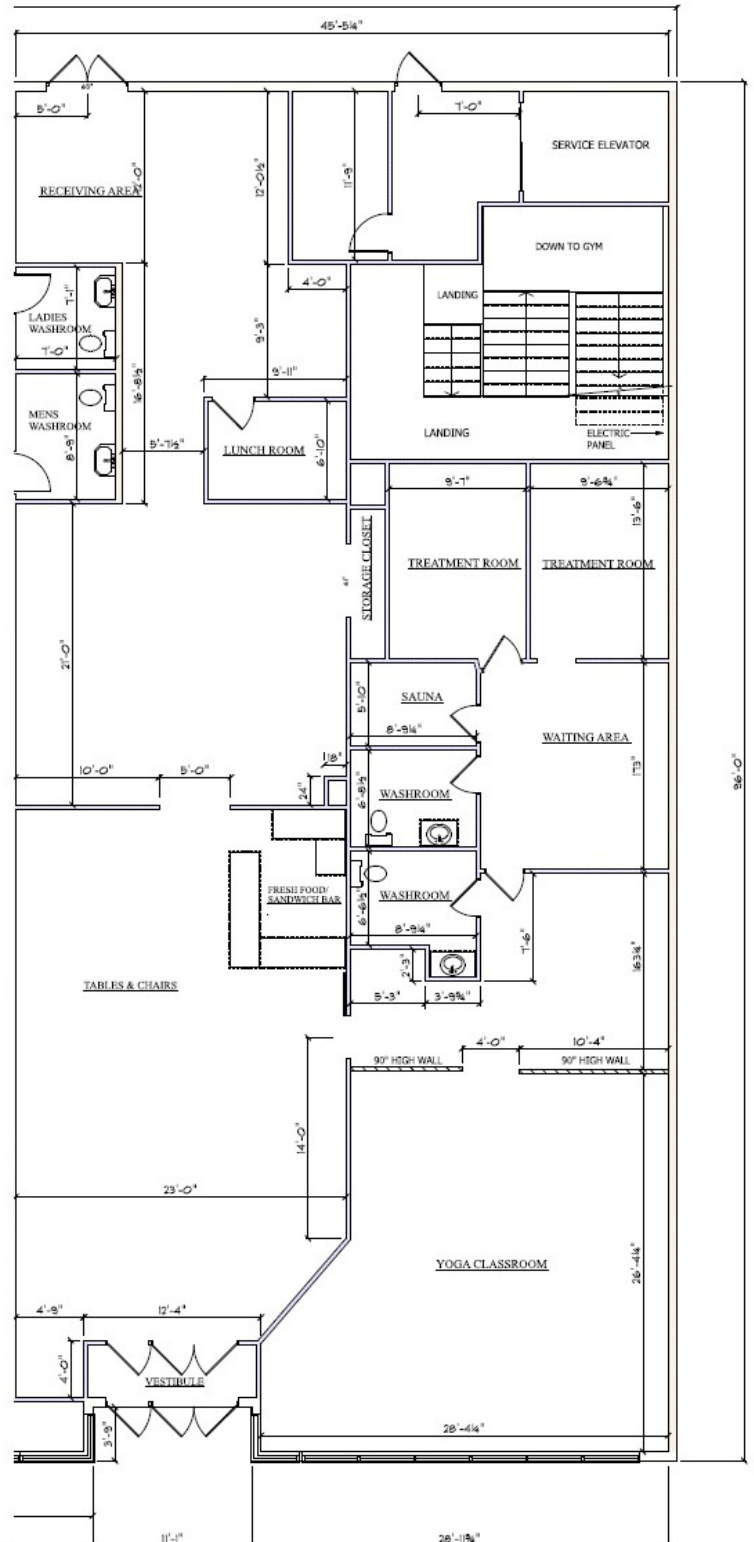 45'-5¼"
5'-0"
7'-0"
SERVICE ELEVATOR
RECEIVING AREA
12'-0"
12'-0½"
11'-9"
DOWN TO GYM
LANDING
4'-0"
7'-1"
LADIES
WASHROOM
7'-0"
9'-3"
16'-8½"
9'-11"
MENS
WASHROOM
8'-9"
5'-7½"
LUNCH ROOM
6'-10"
LANDING
ELECTRIC
PANEL
9'-7"
9'-6¾"
13'-6"
STORAGE CLOSET
TREATMENT ROOM
TREATMENT ROOM
21'-0"
5'-10"
SAUNA
8'-9¼"
WAITING AREA
173"
96'-0"
10'-0"
5'-0"
18"
24"
6'-8½"
WASHROOM
FRESH FOOD/
SANDWICH BAR
WASHROOM
6'-6½"
8'-9¼"
7'-6"
163¼"
2'-3"
TABLES & CHAIRS
5'-3"
3'-9¾"
4'-0"
10'-4"
90" HIGH WALL
90" HIGH WALL
14'-0"
23'-0"
YOGA CLASSROOM
26'-4¼"
4'-9"
12'-4"
4'-0"
VESTIBULE
3'-9"
28'-4¼"
11'-1"
28'-11¾"